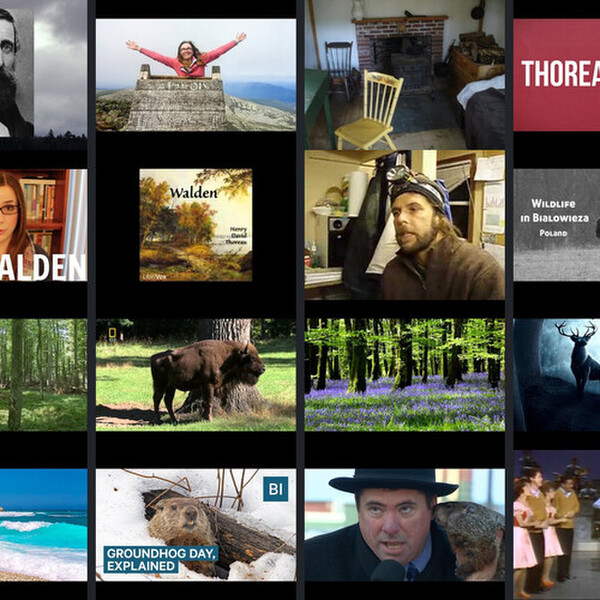 THOREA
ALDEN
Walden
Henry
David
Thoreau
LibriVox
WILDLIFE
IN BIALOWIEZA
POLAND
BI
GROUNDHOG DAY,
EXPLAINED